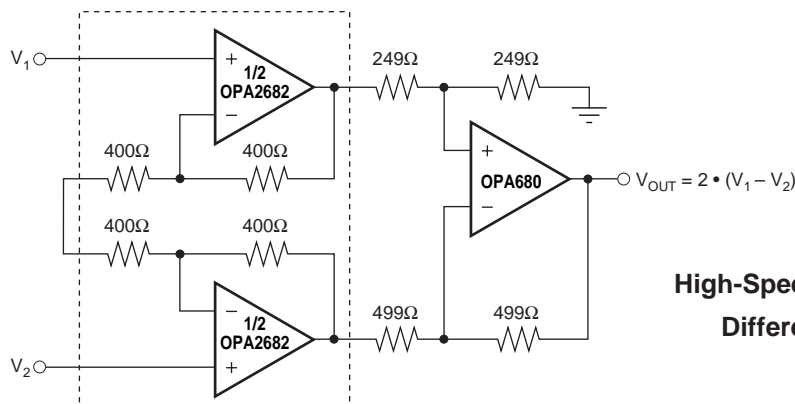 V₁
+
1/2
OPA2682
−
249Ω
249Ω
400Ω
400Ω
+
OPA680
−
V_OUT = 2 • (V₁ – V₂)
400Ω
400Ω
−
1/2
OPA2682
+
499Ω
499Ω
V₂
High-Spee
Differe